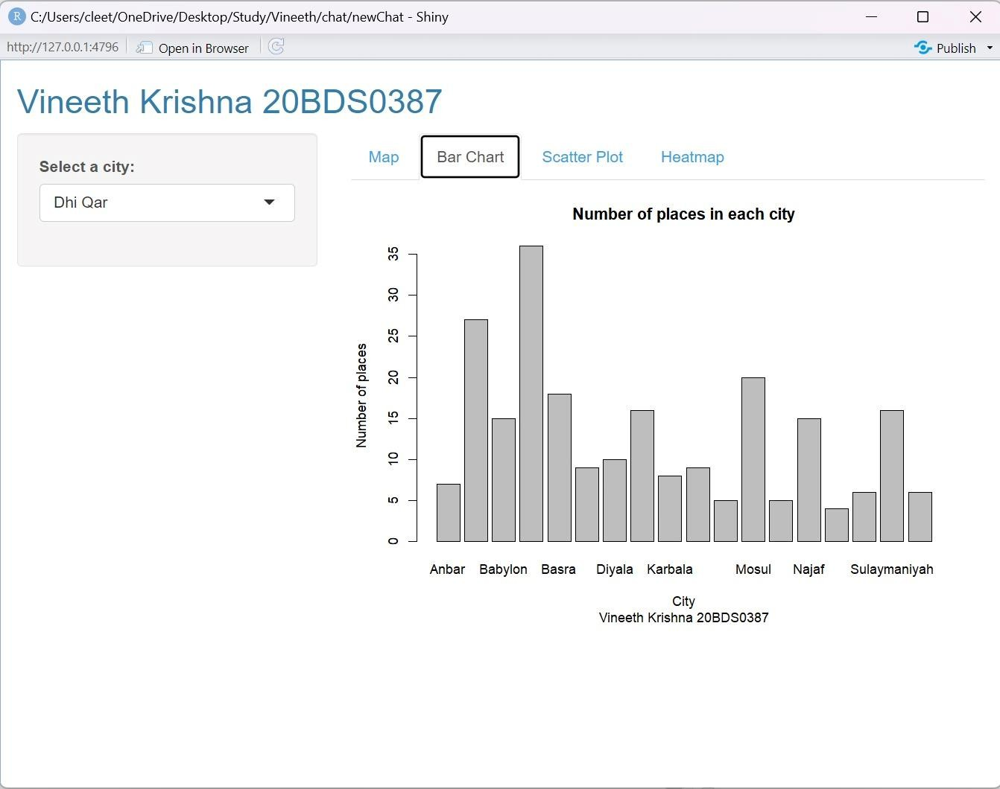 C:/Users/cleet/OneDrive/Desktop/Study/Vineeth/chat/newChat - Shiny
http://127.0.0.1:4796 Open in Browser Publish
Vineeth Krishna 20BDS0387
Select a city:
Dhi Qar
Map Bar Chart Scatter Plot Heatmap
Number of places in each city
Number of places
35
30
25
20
15
10
5
0
Anbar Babylon Basra Diyala Karbala Mosul Najaf Sulaymaniyah
City
Vineeth Krishna 20BDS0387